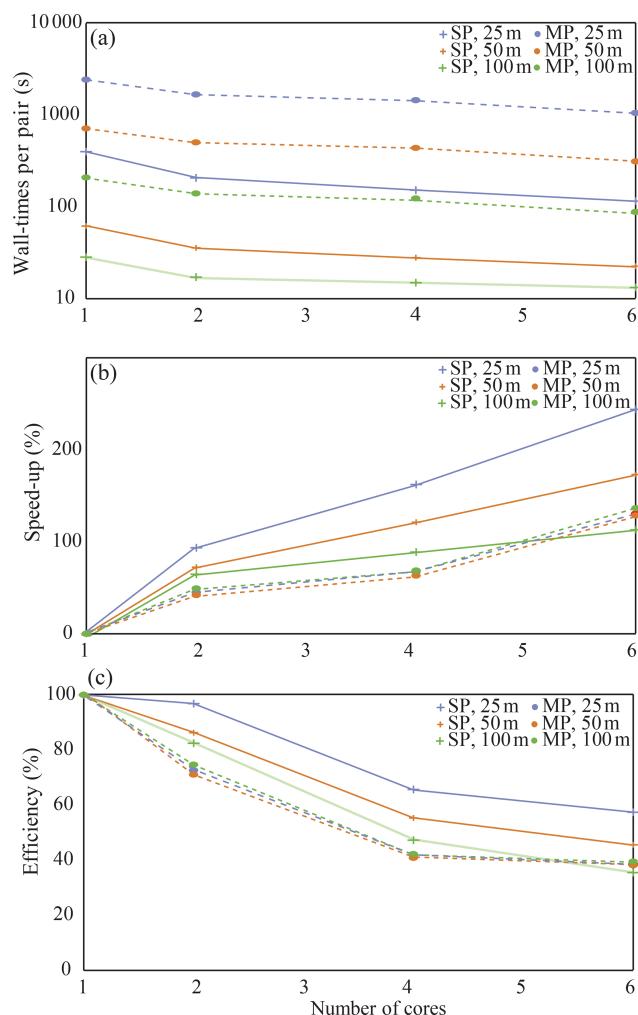 (a)
SP, 25 m MP, 25 m
SP, 50 m MP, 50 m
SP, 100 m MP, 100 m
10 000
1000
100
10
Wall-times per pair (s)
1 2 3 4 5 6
(b)
SP, 25 m MP, 25 m
SP, 50 m MP, 50 m
SP, 100 m MP, 100 m
200
100
0
Speed-up (%)
1 2 3 4 5 6
(c)
SP, 25 m MP, 25 m
SP, 50 m MP, 50 m
SP, 100 m MP, 100 m
100
80
60
40
20
0
Efficiency (%)
1 2 3 4 5 6
Number of cores